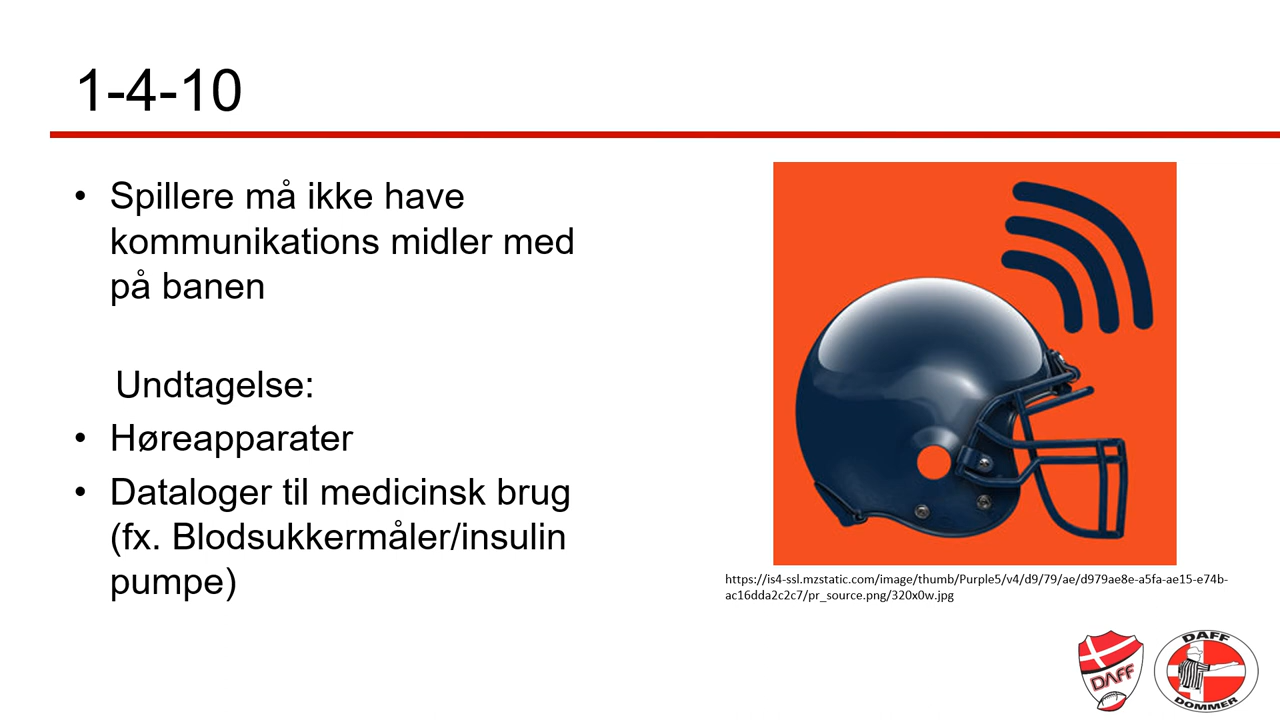 1-4-10
• Spillere må ikke have
kommunikations midler med
på banen
Undtagelse:
• Høreapparater
• Dataloger til medicinsk brug
(fx. Blodsukkermåler/insulin
pumpe)
https://is4-ssl.mzstatic.com/image/thumb/Purple5/v4/d9/79/ae/d979ae8e-a5fa-ae15-e74b-
ac16dda2c2c7/pr_source.png/320x0w.jpg
DAFF
DAFF
DOMMER